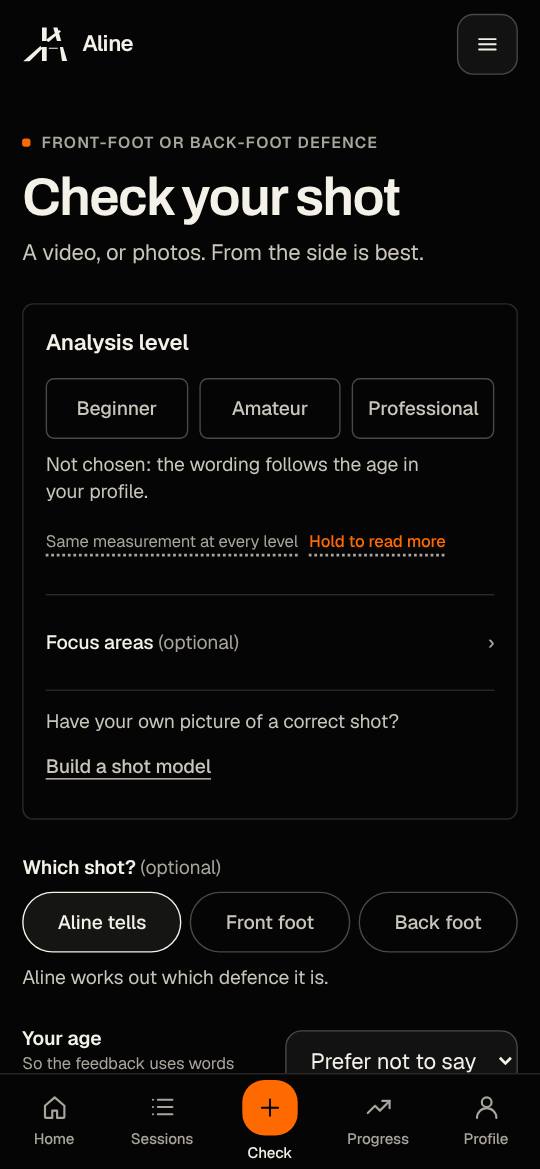 Aline
FRONT-FOOT OR BACK-FOOT DEFENCE
Check your shot
A video, or photos. From the side is best.
Analysis level
Beginner
Amateur
Professional
Not chosen: the wording follows the age in
your profile.
Same measurement at every level Hold to read more
Focus areas (optional)
Have your own picture of a correct shot?
Build a shot model
Which shot? (optional)
Aline tells
Front foot
Back foot
Aline works out which defence it is.
Your age
So the feedback uses words
Prefer not to say
Home
Sessions
Check
Progress
Profile